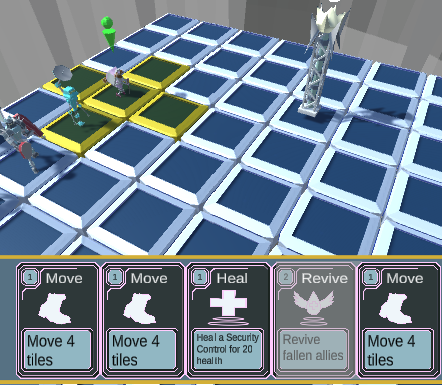 1 Move
Move 4
tiles
1 Move
Move 4
tiles
1 Heal
Heal a Security
Control for 20
health
2 Revive
Revive
fallen allies
1 Move
Move 4
tiles